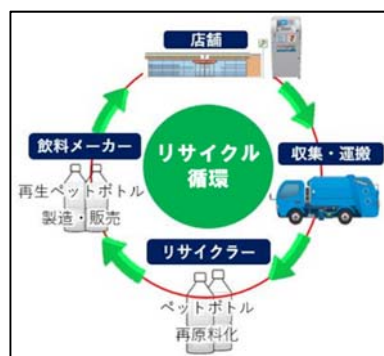 店舗
リサイクル
循環
収集・運搬
リサイクラー
ペットボトル
再原料化
飲料メーカー
再生ペットボトル
製造・販売